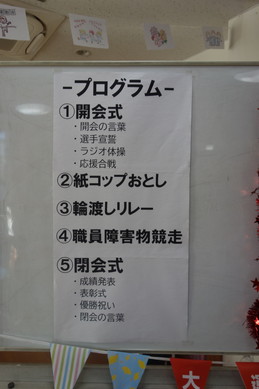 -プログラム-
①開会式
・開会の言葉
・選手宣誓
・ラジオ体操
・応援合戦
②紙コップおとし
③輪渡しリレー
④職員障害物競走
⑤閉会式
・成績発表
・表彰式
・優勝祝い
・閉会の言葉
大